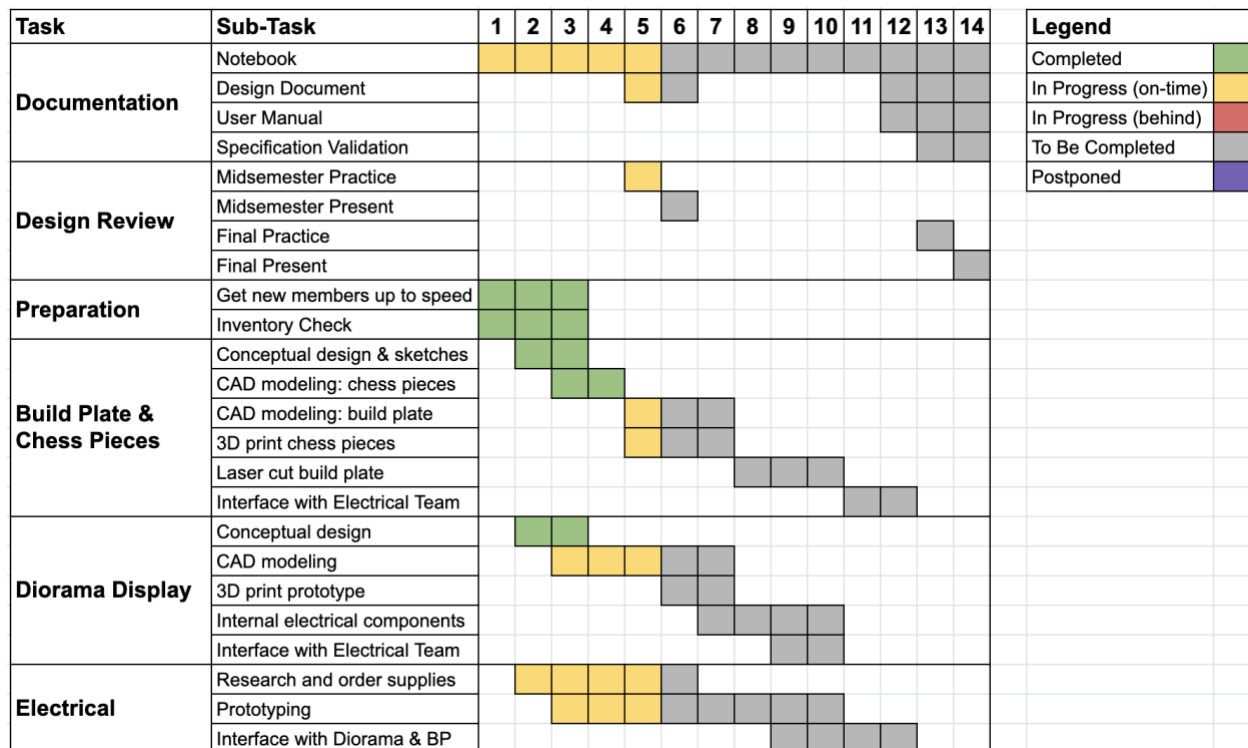 Task Sub-Task 1 2 3 4 5 6 7 8 9 10 11 12 13 14 Legend
Notebook Completed
Documentation Design Document In Progress (on-time)
User Manual In Progress (behind)
Specification Validation To Be Completed
Design Review Midsemester Practice Postponed
Midsemester Present
Final Practice
Final Present
Preparation Get new members up to speed
Inventory Check
Build Plate &
Chess Pieces
Conceptual design & sketches
CAD modeling: chess pieces
CAD modeling: build plate
3D print chess pieces
Laser cut build plate
Interface with Electrical Team
Diorama Display Conceptual design
CAD modeling
3D print prototype
Internal electrical components
Interface with Electrical Team
Electrical Research and order supplies
Prototyping
Interface with Diorama & BP